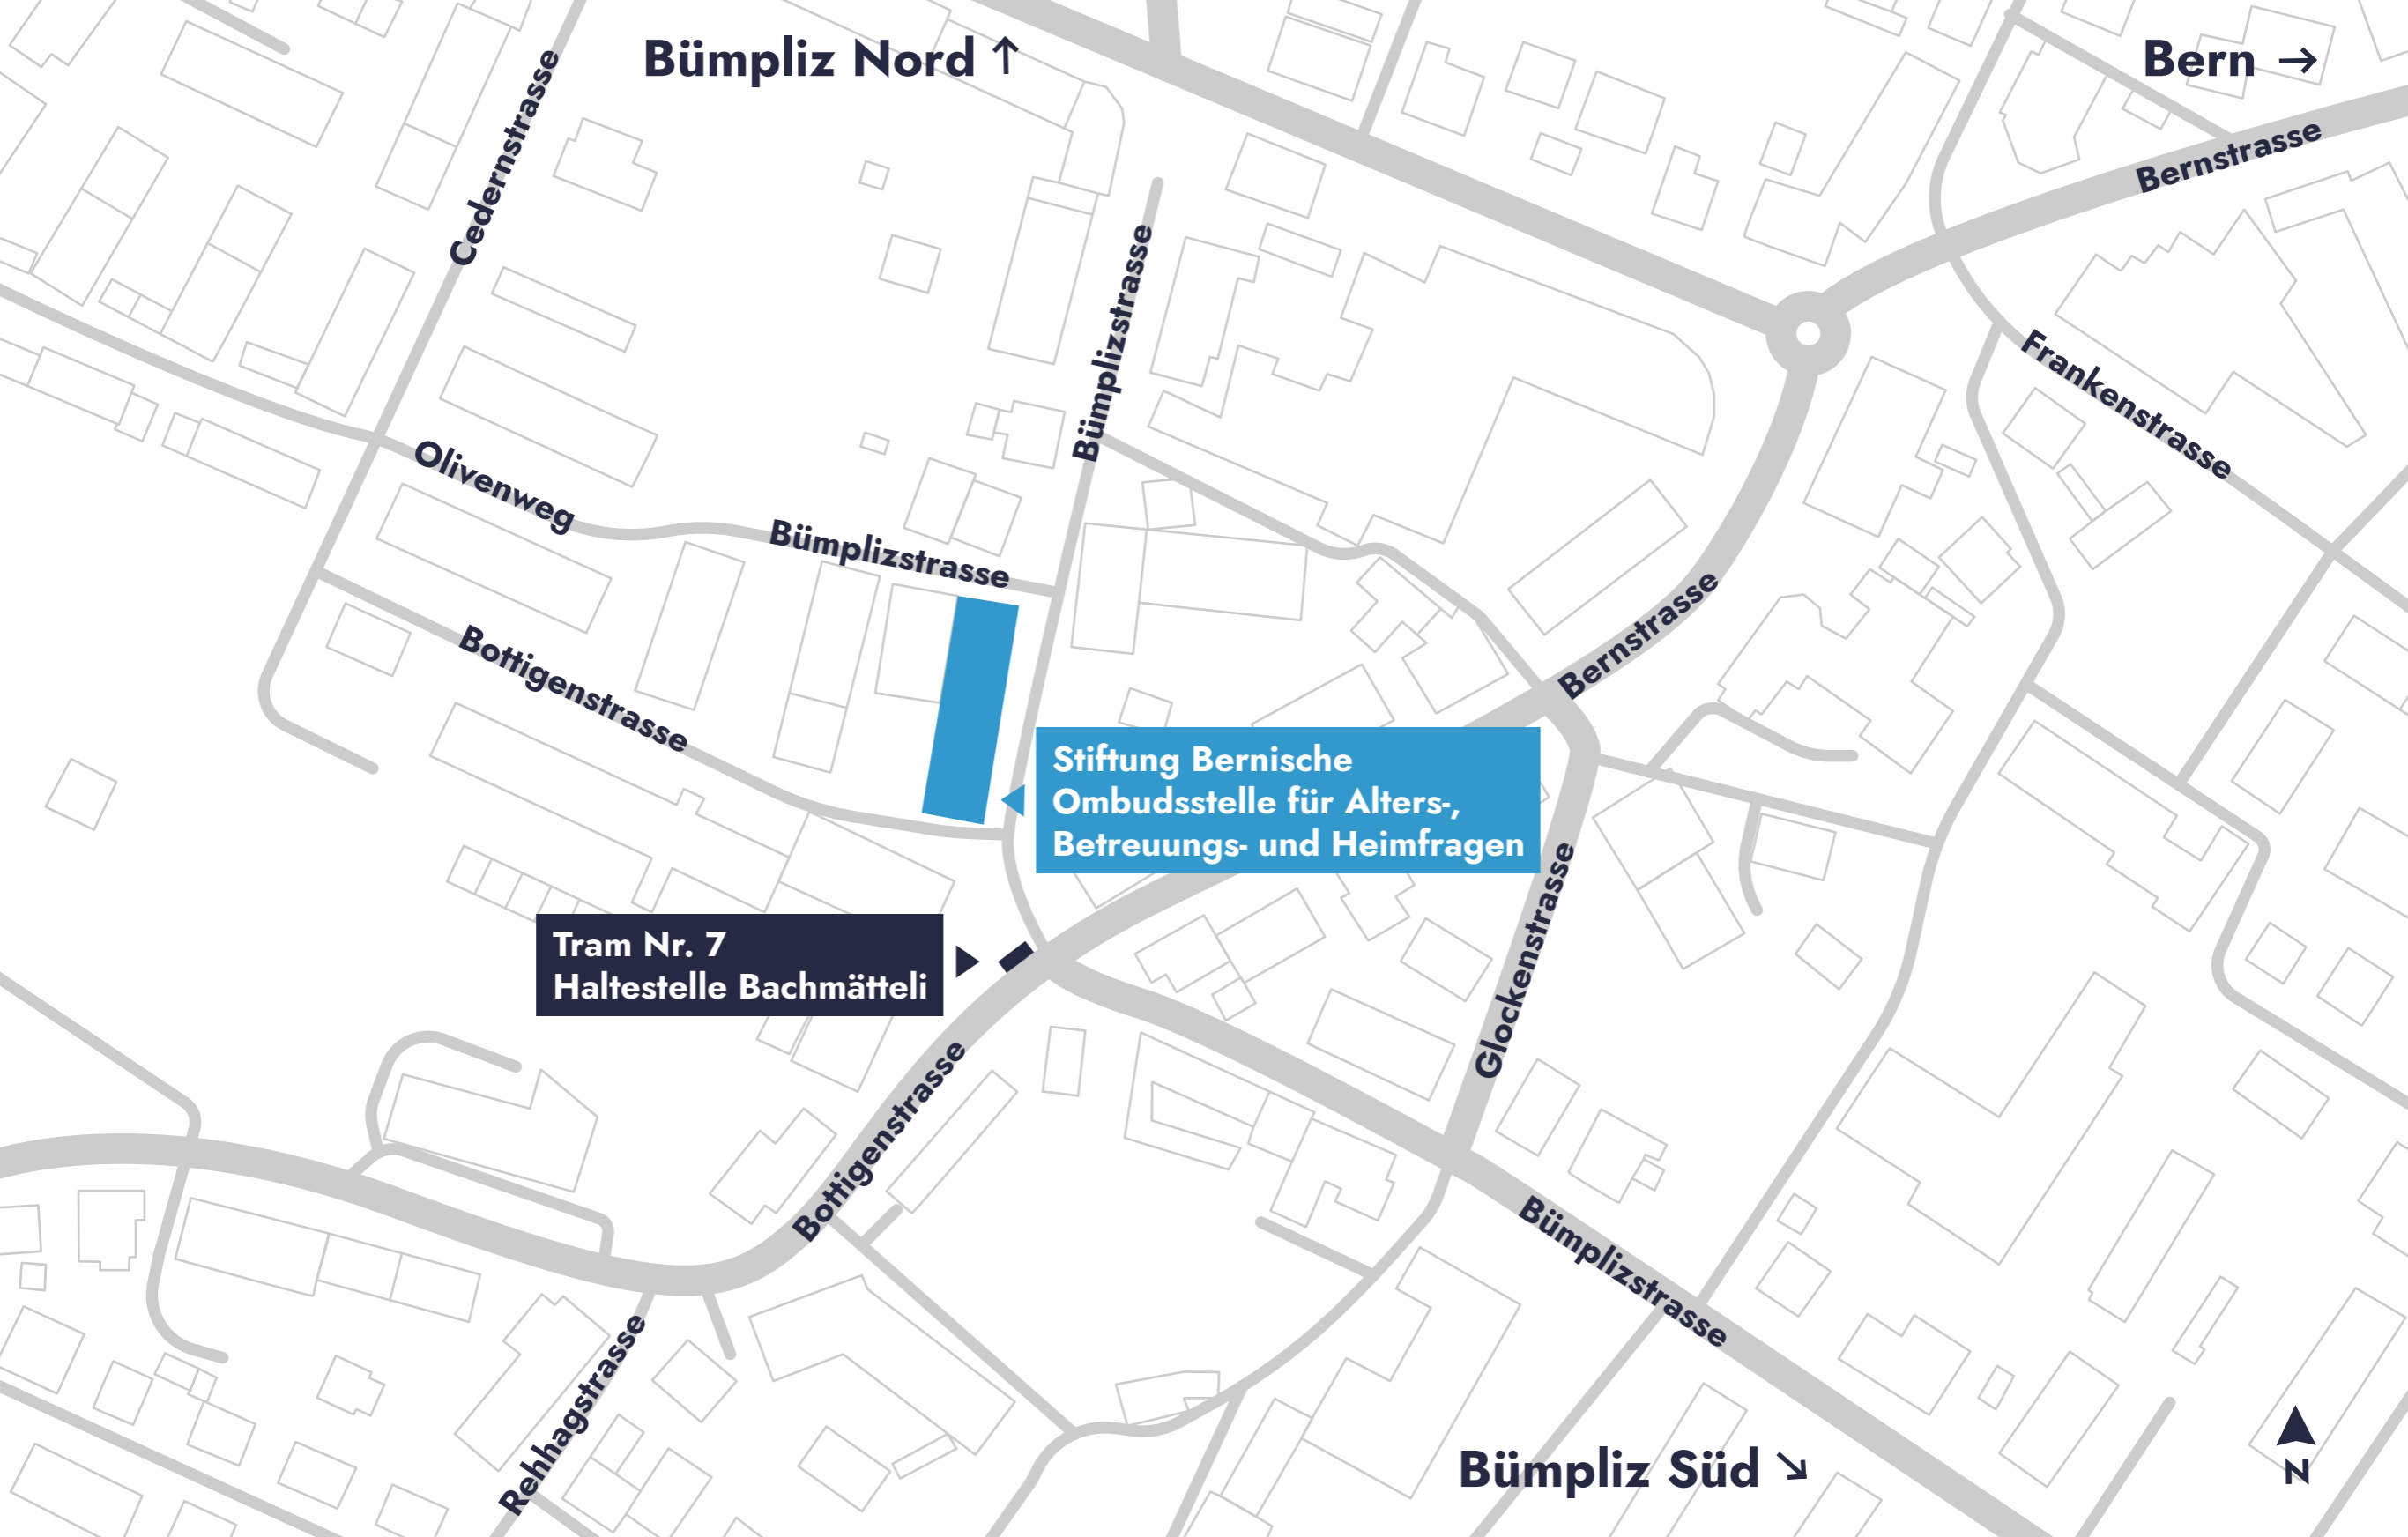 Bümpliz Nord ↑
Bern →
Cedernstrasse
Bernstrasse
Bümplizstrasse
Frankenstrasse
Olivenweg
Bümplizstrasse
Bernstrasse
Bottigenstrasse
Stiftung Bernische
Ombudsstelle für Alters-,
Betreuungs- und Heimfragen
Glockenstrasse
Tram Nr. 7
Haltestelle Bachmätteli
Bottigenstrasse
Bümplizstrasse
Rehhagstrasse
Bümpliz Süd ↘
N